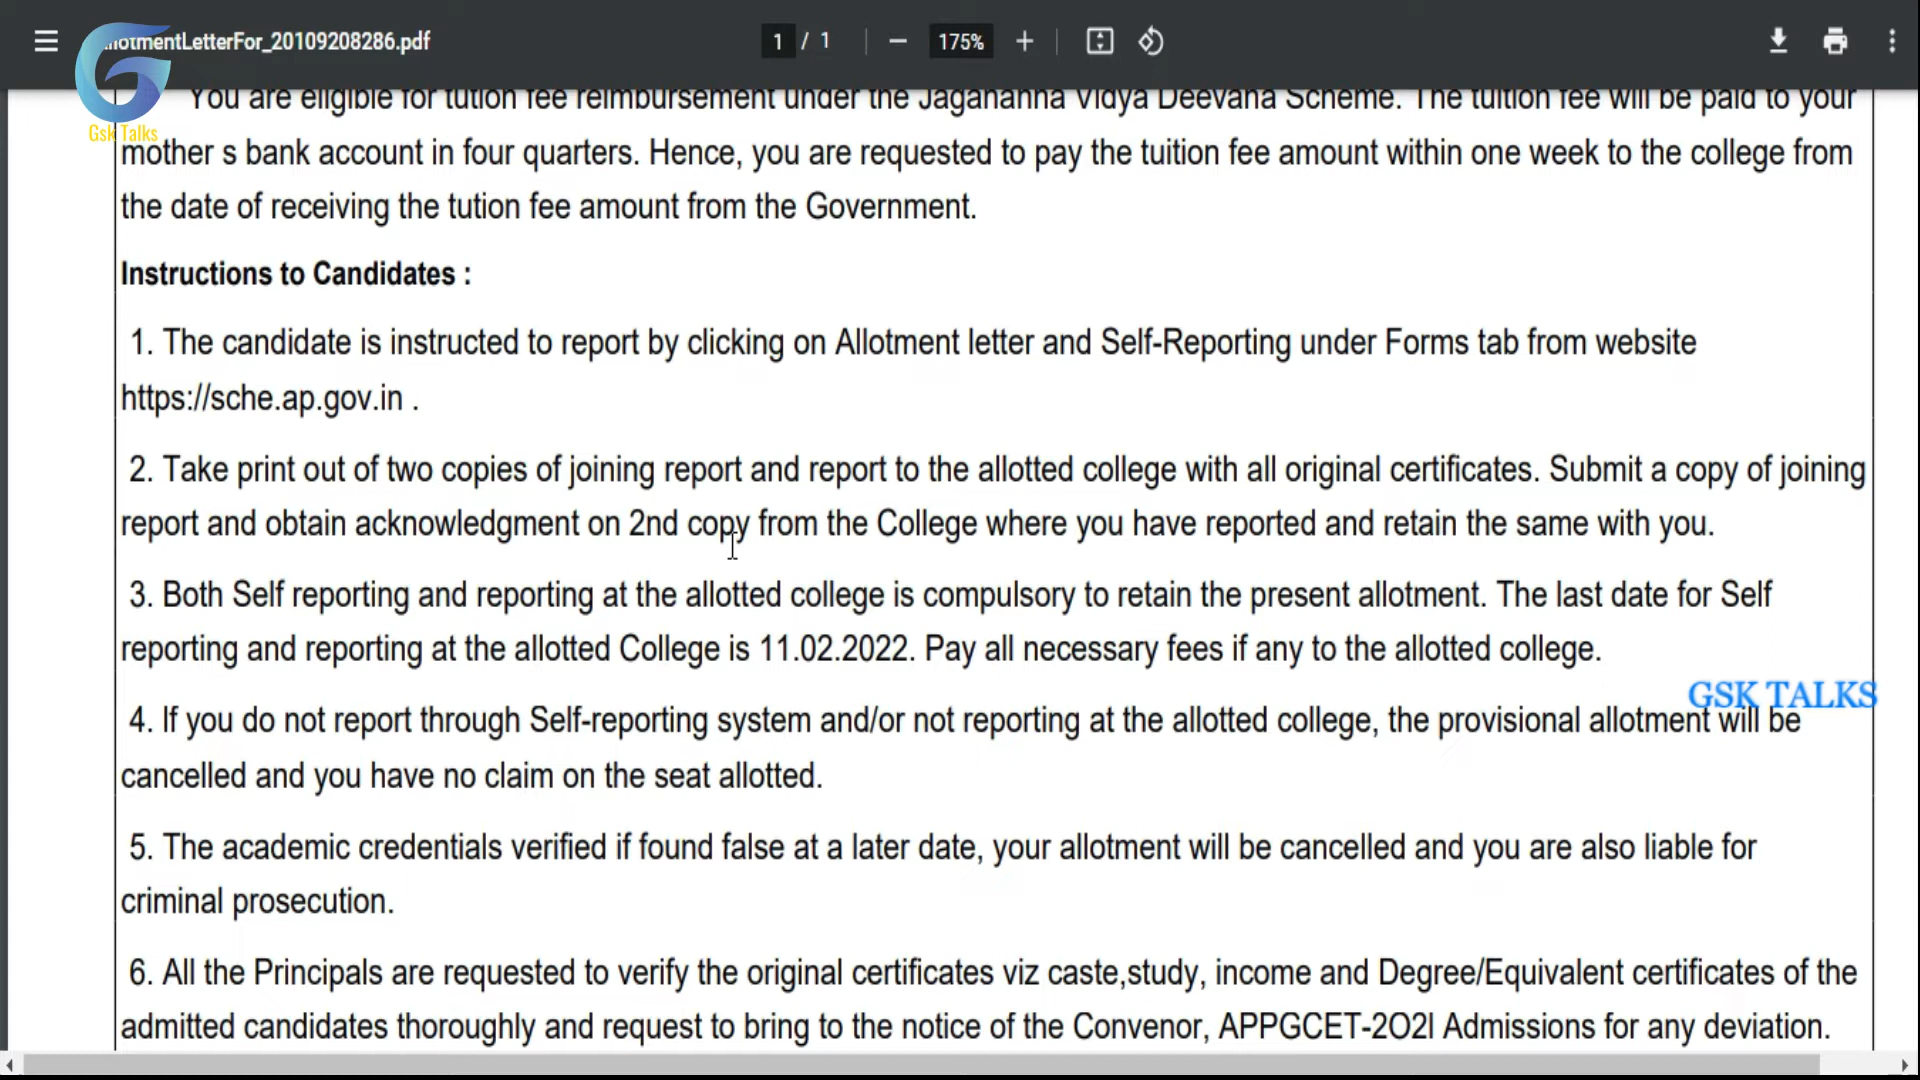 lotmentLetterFor_20109208286.pdf
1 / 1
175%
Gsk Talks
You are eligible for tution fee reimbursement under the Jagananna Vidya Deevana Scheme. The tuition fee will be paid to your
mother s bank account in four quarters. Hence, you are requested to pay the tuition fee amount within one week to the college from
the date of receiving the tution fee amount from the Government.
Instructions to Candidates :
1. The candidate is instructed to report by clicking on Allotment letter and Self-Reporting under Forms tab from website
https://sche.ap.gov.in .
2. Take print out of two copies of joining report and report to the allotted college with all original certificates. Submit a copy of joining
report and obtain acknowledgment on 2nd copy from the College where you have reported and retain the same with you.
3. Both Self reporting and reporting at the allotted college is compulsory to retain the present allotment. The last date for Self
reporting and reporting at the allotted College is 11.02.2022. Pay all necessary fees if any to the allotted college.
GSK TALKS
4. If you do not report through Self-reporting system and/or not reporting at the allotted college, the provisional allotment will be
cancelled and you have no claim on the seat allotted.
5. The academic credentials verified if found false at a later date, your allotment will be cancelled and you are also liable for
criminal prosecution.
6. All the Principals are requested to verify the original certificates viz caste,study, income and Degree/Equivalent certificates of the
admitted candidates thoroughly and request to bring to the notice of the Convenor, APPGCET-2O2I Admissions for any deviation.